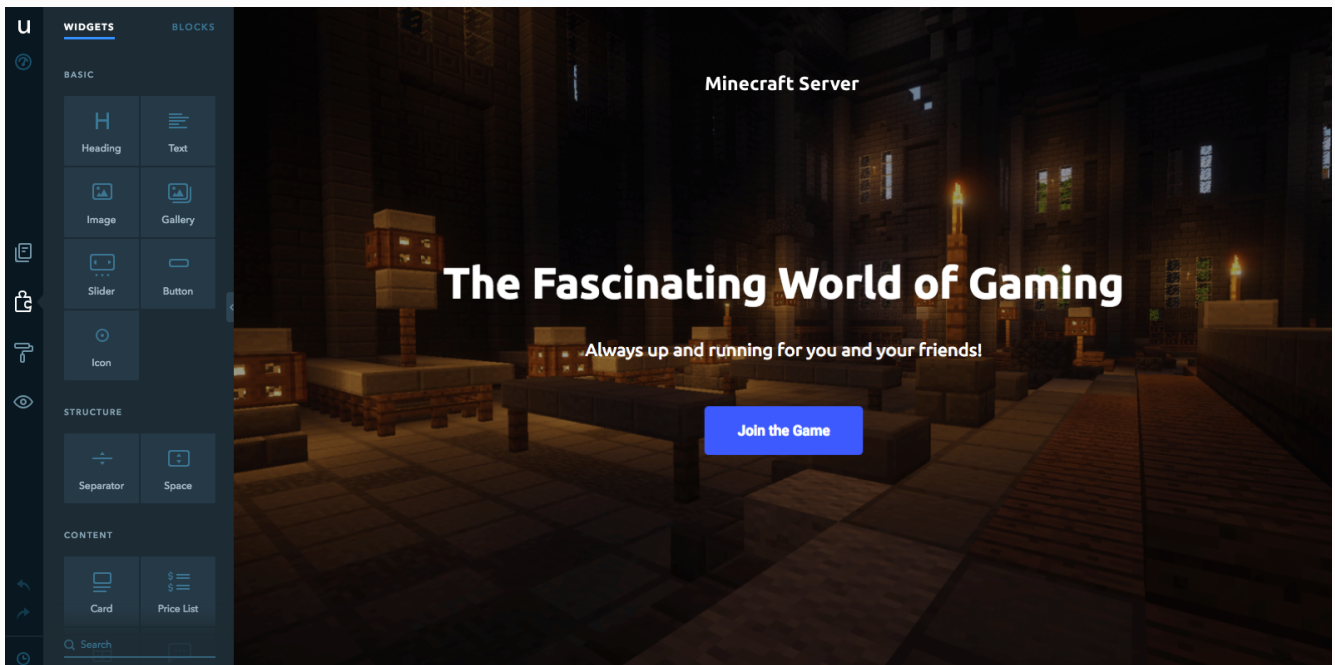 u
WIDGETS
BLOCKS
BASIC
Heading
Text
Image
Gallery
Slider
Button
Icon
STRUCTURE
Separator
Space
CONTENT
Card
Price List
Search
Minecraft Server
The Fascinating World of Gaming
Always up and running for you and your friends!
Join the Game